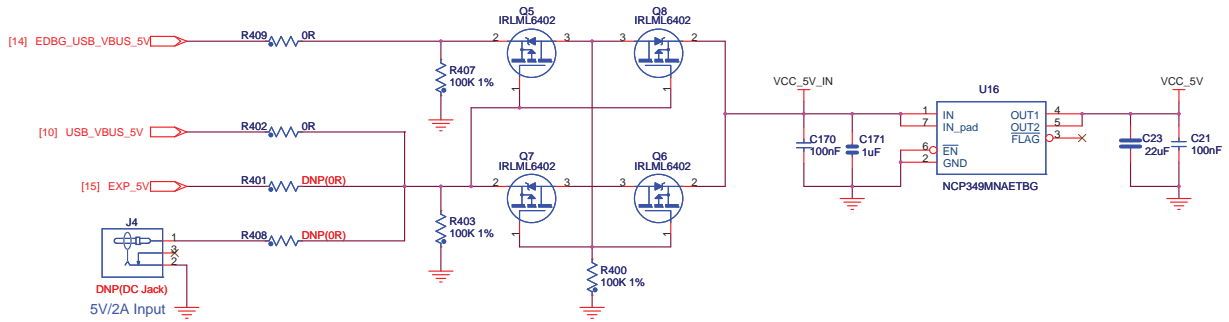 Q5
IRLML6402
Q8
IRLML6402
[14] EDBG_USB_VBUS_5V
R409
0R
2
3
3
2
R407
100K 1%
1
1
VCC_5V_IN
VCC_5V
U16
[10] USB_VBUS_5V
R402
0R
1
7
IN
IN_pad
OUT1
OUT2
FLAG
4
5
3
6
2
EN
GND
NCP349MNAETBG
C170
100nF
C171
1uF
C23
22uF
C21
100nF
Q7
IRLML6402
Q6
IRLML6402
[15] EXP_5V
R401
DNP(0R)
2
3
3
2
R403
100K 1%
1
1
J4
1
3
2
R408
DNP(0R)
R400
100K 1%
DNP(DC Jack)
5V/2A Input